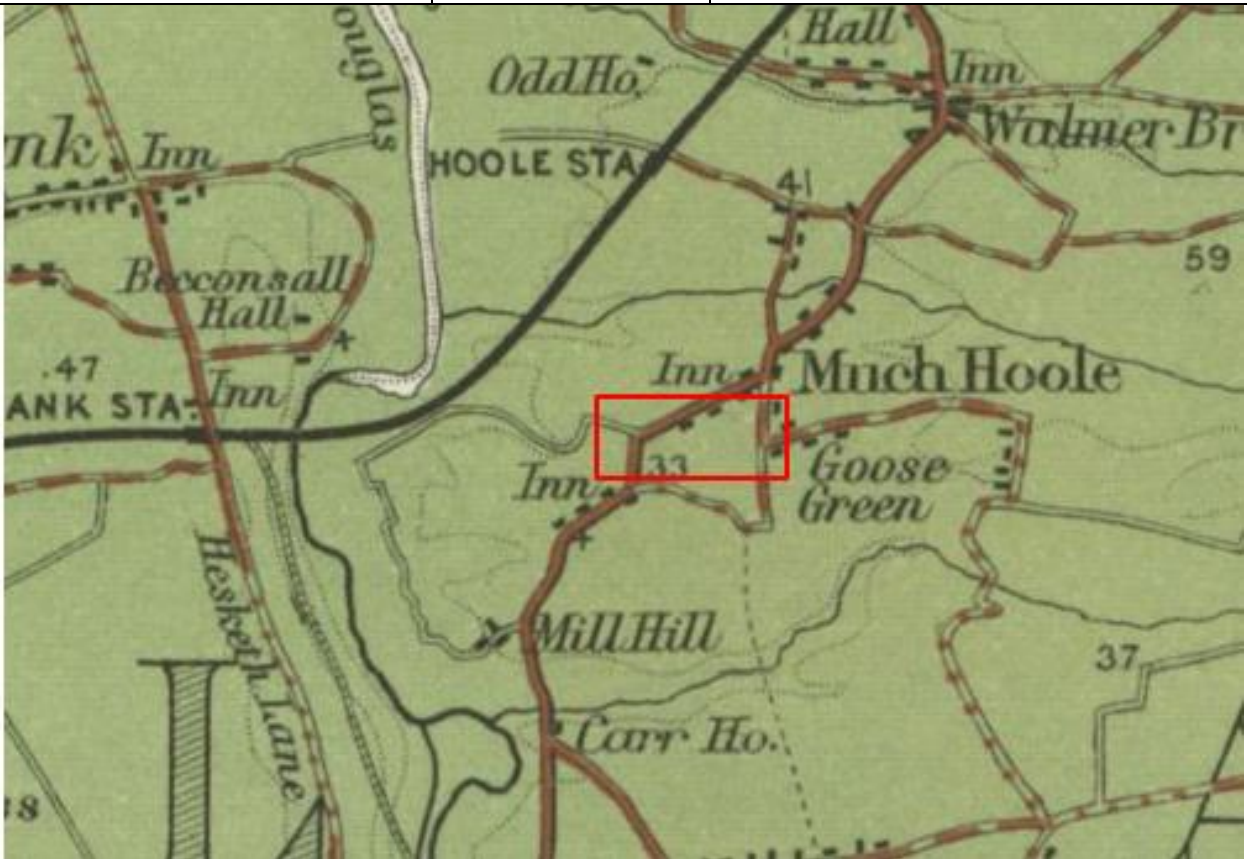 ouglas
Hall
Inn
Odd Ho.
Walmer Br
nk
Inn
HOOLE STA.
41
59
Becconsall
Hall
.47
ANK STA.
Inn
Inn
Much Hoole
33
Goose
Green
Inn
Hesketh Lane
Mill Hill
37
Carr Ho.